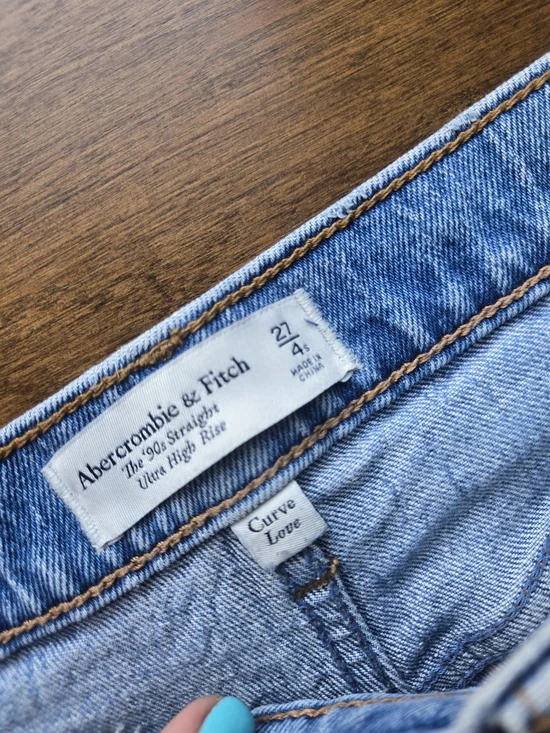 Abercrombie & Fitch
The '90s Straight
Ultra High Rise
27
4S
MADE IN
CHINA
Curve
Love